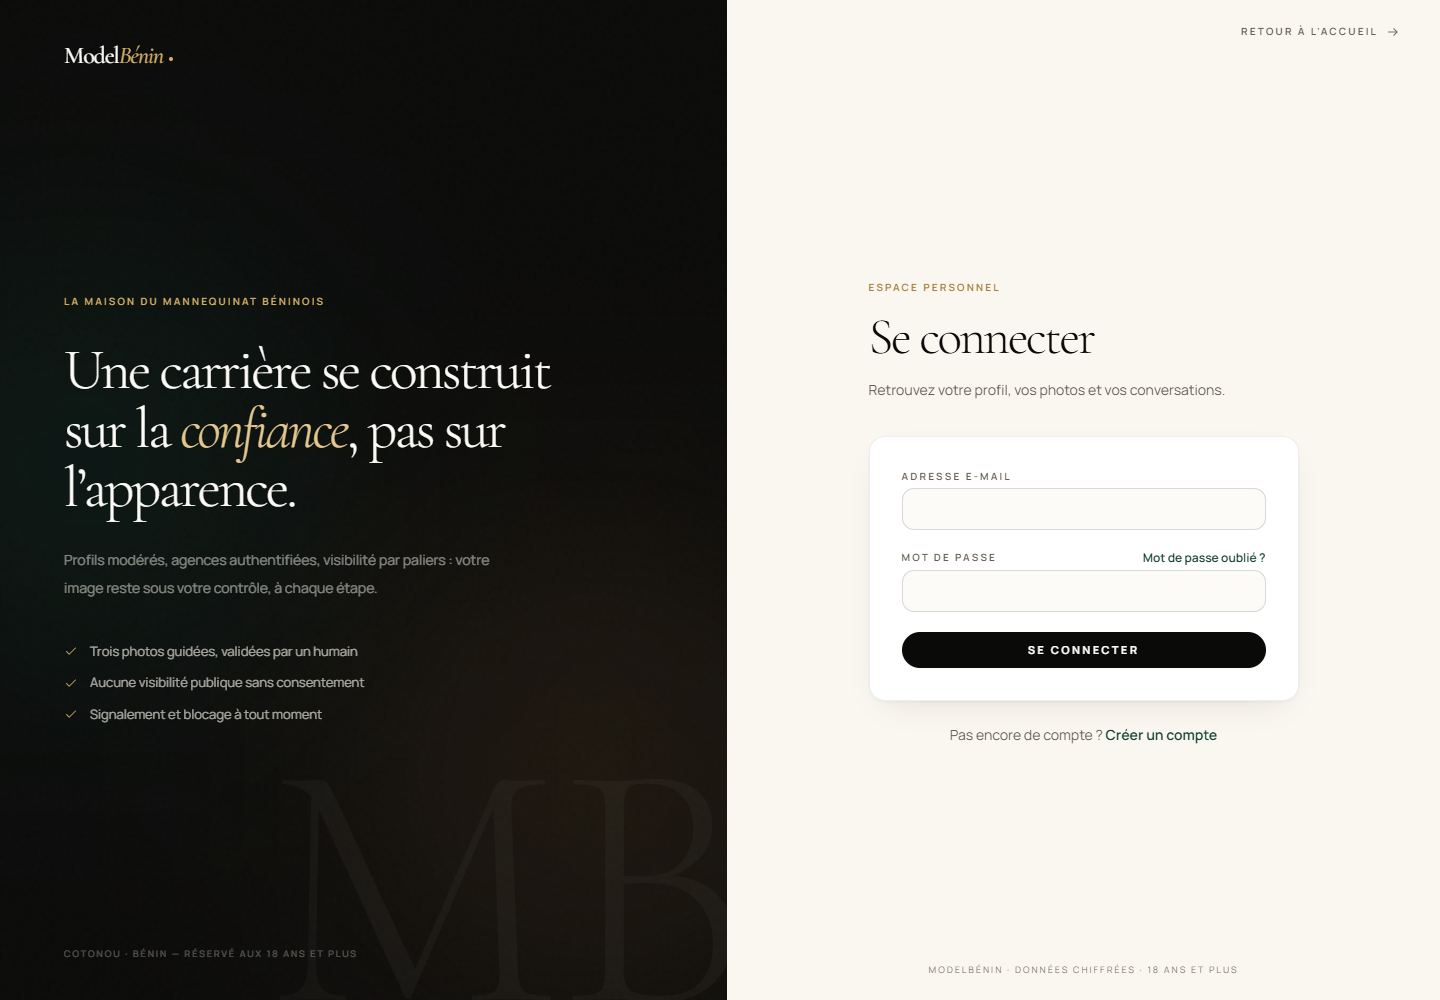 ModelBénin
LA MAISON DU MANNEQUINAT BÉNINOIS
Une carrière se construit
sur la confiance, pas sur
l’apparence.
Profils modérés, agences authentifiées, visibilité par paliers : votre
image reste sous votre contrôle, à chaque étape.
Trois photos guidées, validées par un humain
Aucune visibilité publique sans consentement
Signalement et blocage à tout moment
MB
COTONOU · BÉNIN — RÉSERVÉ AUX 18 ANS ET PLUS
RETOUR À L'ACCUEIL →
ESPACE PERSONNEL
Se connecter
Retrouvez votre profil, vos photos et vos conversations.
ADRESSE E-MAIL
MOT DE PASSE Mot de passe oublié ?
SE CONNECTER
Pas encore de compte ? Créer un compte
MODELBÉNIN · DONNÉES CHIFFRÉES · 18 ANS ET PLUS